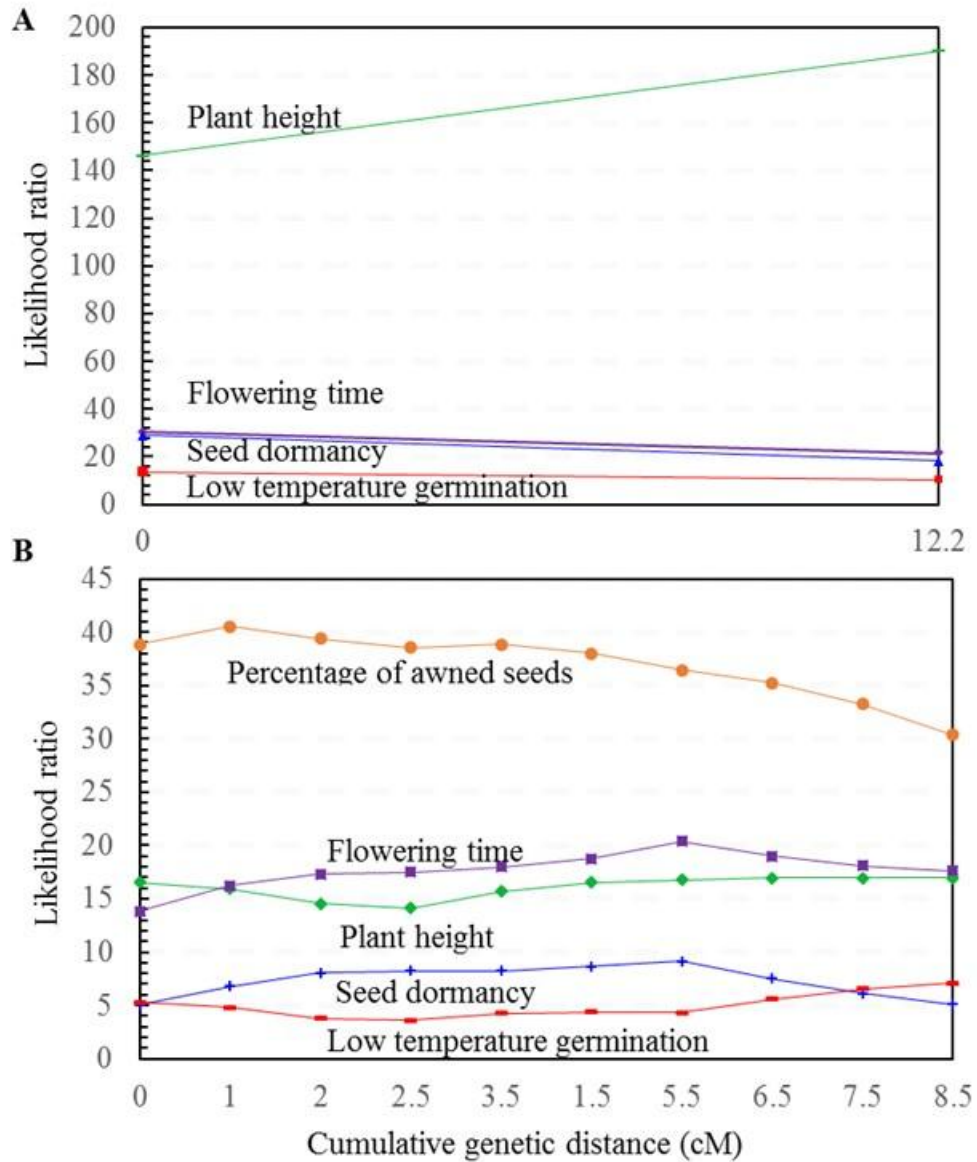 A
200
180
160
140
120
100
80
60
40
20
0
Likelihood ratio
Plant height
Flowering time
Seed dormancy
Low temperature germination
0 12.2
B
45
40
35
30
25
20
15
10
5
0
Likelihood ratio
Percentage of awned seeds
Flowering time
Plant height
Seed dormancy
Low temperature germination
0 1 2 2.5 3.5 1.5 5.5 6.5 7.5 8.5
Cumulative genetic distance (cM)